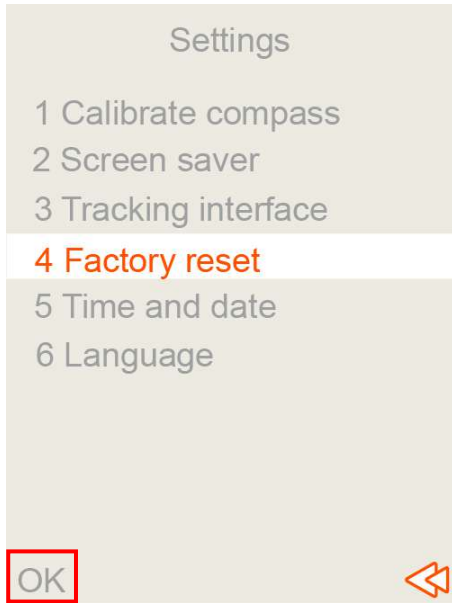 Settings
1 Calibrate compass
2 Screen saver
3 Tracking interface
4 Factory reset
5 Time and date
6 Language
OK